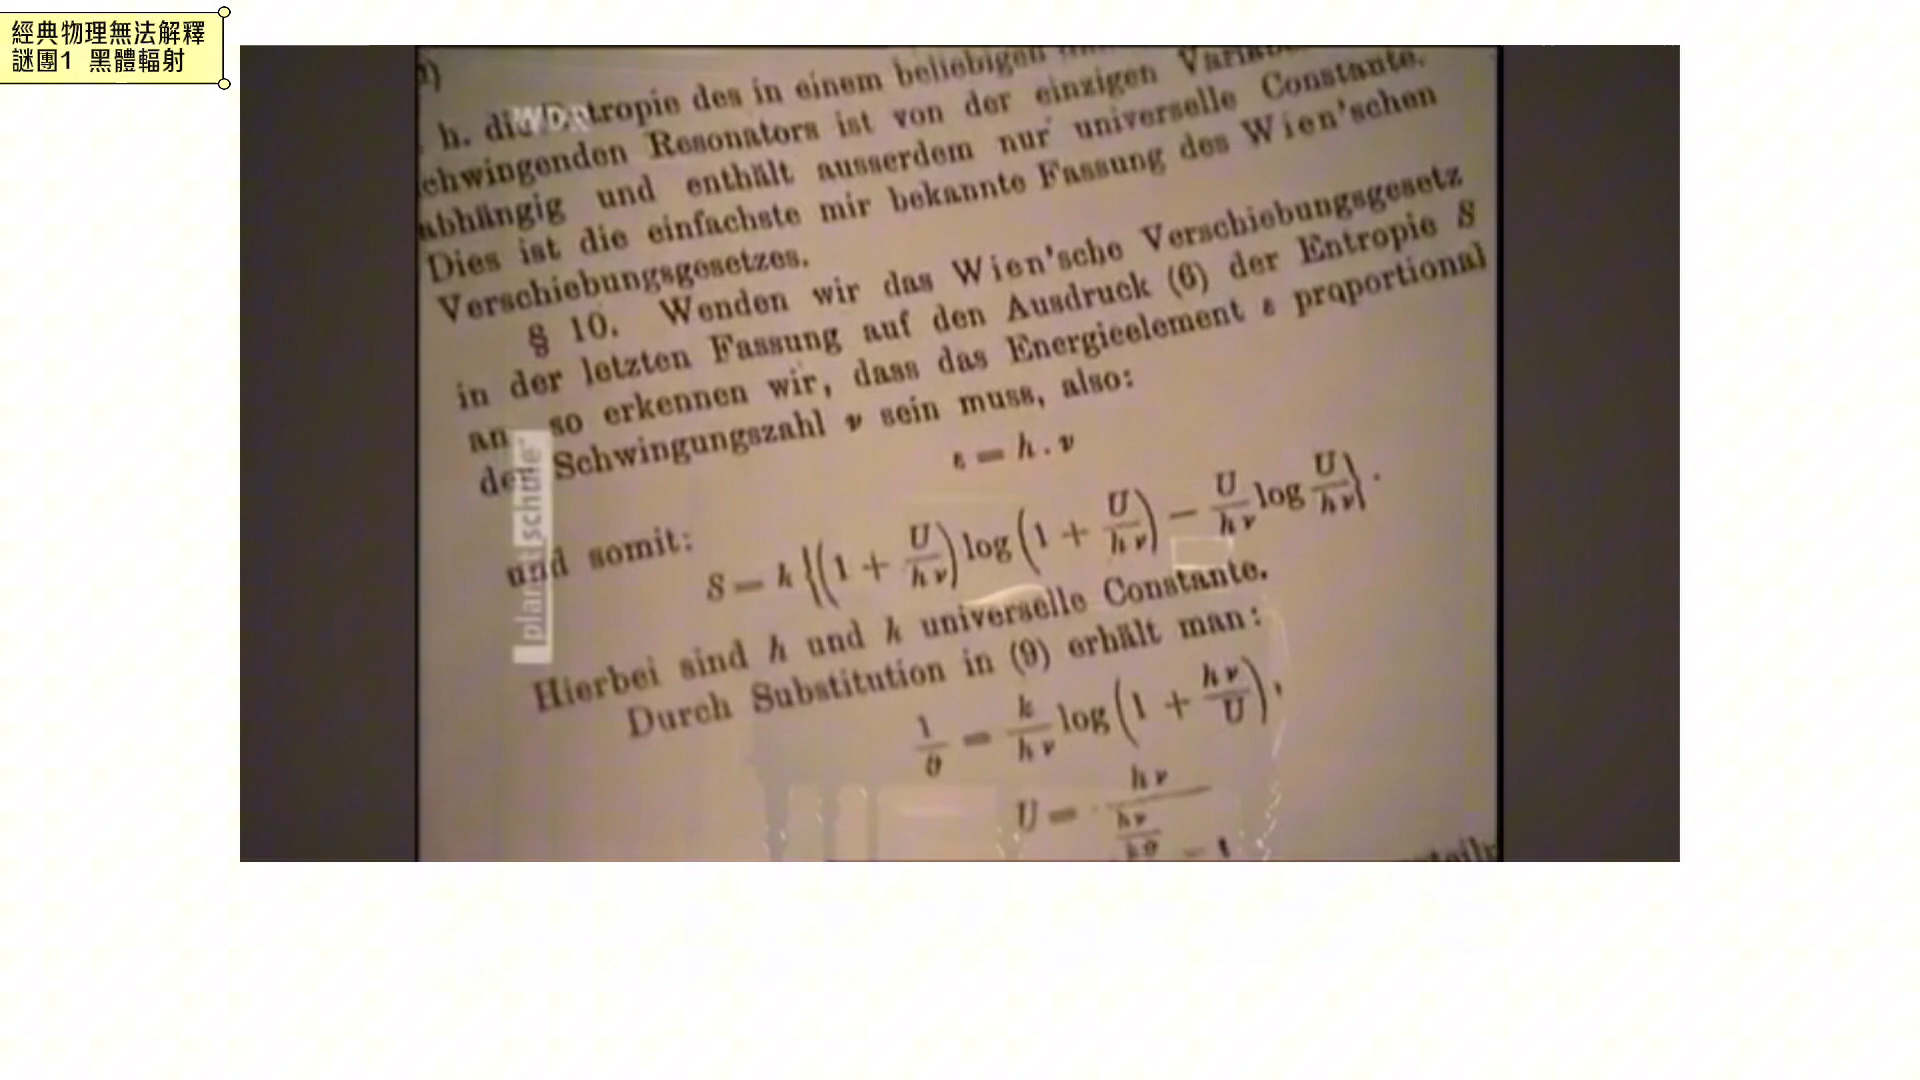 經典物理無法解釋
謎團1 黑體輻射
h. die Entropie des in einem beliebigen
schwingenden Resonators ist von der einzigen
abhängig und enthält ausserdem nur universelle Constante.
Dies ist die einfachste mir bekannte Fassung des Wien'schen
Verschiebungsgesetzes.
§ 10. Wenden wir das Wien'sche Verschiebungsgesetz
in der letzten Fassung auf den Ausdruck (6) der Entropie S
an so erkennen wir, dass das Energieelement ε proportional
der Schwingungszahl ν sein muss, also:
ε = h . ν
und somit:
S = k {(1 + U/hν) log (1 + U/hν) − U/hν log U/hν}.
Hierbei sind h und k universelle Constante.
Durch Substitution in (9) erhält man:
1/ϑ = k/hν log (1 + hν/U),
U = hν / (e^(hν/kϑ) − 1)
WDR
planet schule